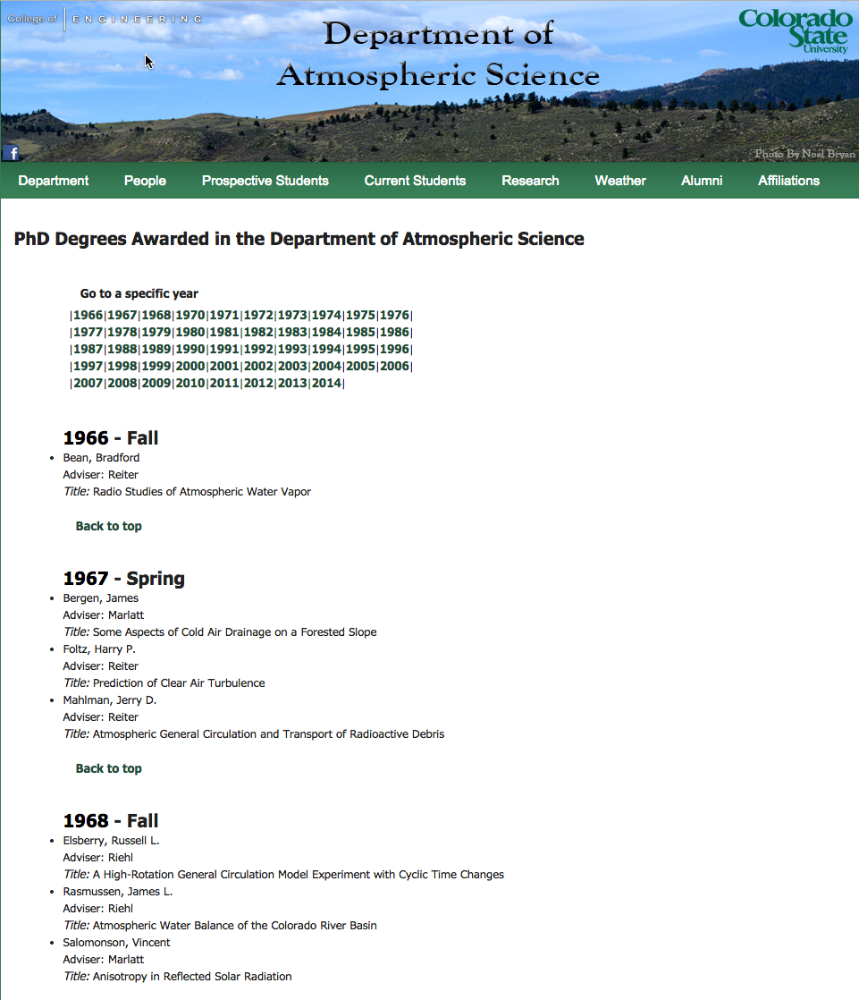 College of | ENGINEERING
Department of
Atmospheric Science
Colorado
State
University
f
Photo By Noel Bryan
Department People Prospective Students Current Students Research Weather Alumni Affiliations
PhD Degrees Awarded in the Department of Atmospheric Science
Go to a specific year
|1966|1967|1968|1970|1971|1972|1973|1974|1975|1976|
|1977|1978|1979|1980|1981|1982|1983|1984|1985|1986|
|1987|1988|1989|1990|1991|1992|1993|1994|1995|1996|
|1997|1998|1999|2000|2001|2002|2003|2004|2005|2006|
|2007|2008|2009|2010|2011|2012|2013|2014|
1966 - Fall
• Bean, Bradford
Adviser: Reiter
Title: Radio Studies of Atmospheric Water Vapor
Back to top
1967 - Spring
• Bergen, James
Adviser: Marlatt
Title: Some Aspects of Cold Air Drainage on a Forested Slope
• Foltz, Harry P.
Adviser: Reiter
Title: Prediction of Clear Air Turbulence
• Mahlman, Jerry D.
Adviser: Reiter
Title: Atmospheric General Circulation and Transport of Radioactive Debris
Back to top
1968 - Fall
• Elsberry, Russell L.
Adviser: Riehl
Title: A High-Rotation General Circulation Model Experiment with Cyclic Time Changes
• Rasmussen, James L.
Adviser: Riehl
Title: Atmospheric Water Balance of the Colorado River Basin
• Salomonson, Vincent
Adviser: Marlatt
Title: Anisotropy in Reflected Solar Radiation